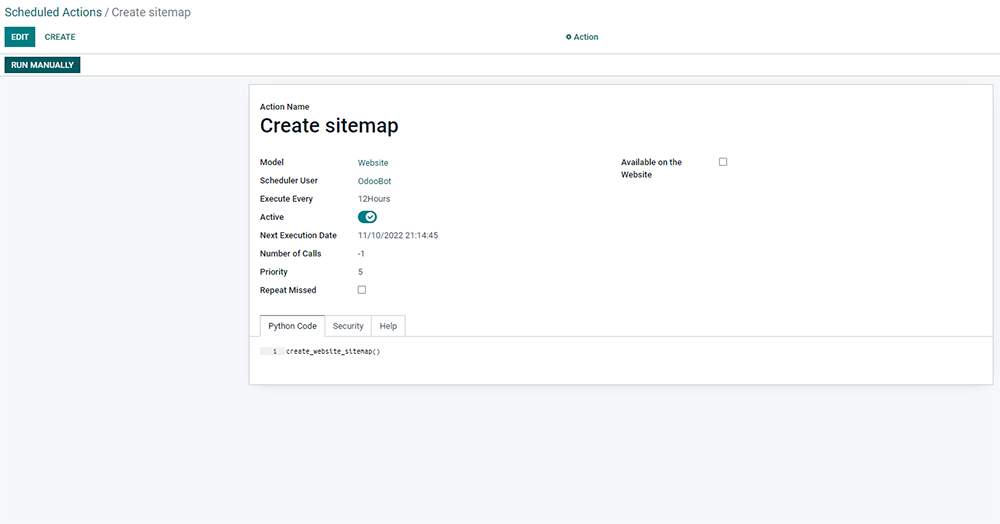 Scheduled Actions / Create sitemap
EDIT CREATE Action
RUN MANUALLY
Action Name
Create sitemap
Model Website
Scheduler User OdooBot
Execute Every 12Hours
Active
Next Execution Date 11/10/2022 21:14:45
Number of Calls -1
Priority 5
Repeat Missed
Available on the
Website
Python Code Security Help
1 create_website_sitemap()